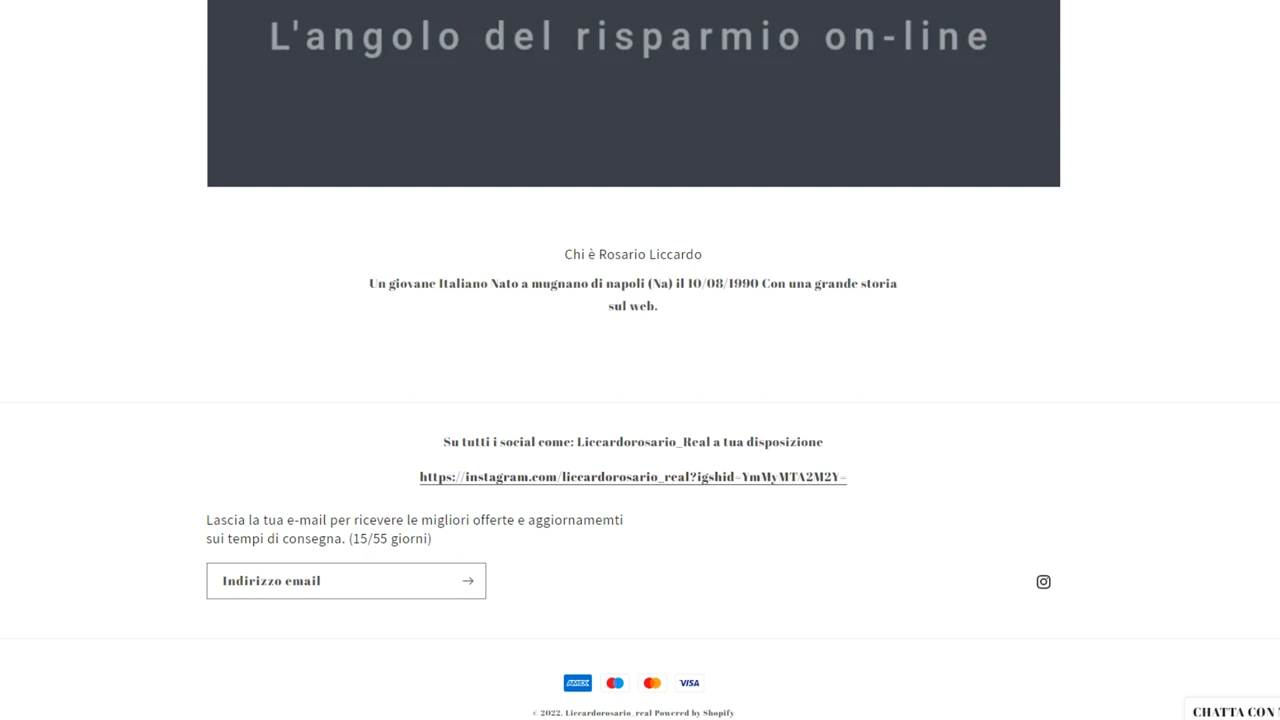 L'angolo del risparmio on-line
Chi è Rosario Liccardo
Un giovane Italiano Nato a mugnano di napoli (Na) il 10/08/1990 Con una grande storia
sul web.
Su tutti i social come: Liccardorosario_Real a tua disposizione
https://instagram.com/liccardorosario_real?igshid=YmMyMTA2M2Y=
Lascia la tua e-mail per ricevere le migliori offerte e aggiornamemti
sui tempi di consegna. (15/55 giorni)
Indirizzo email
AMEX
VISA
© 2022, Liccardorosario_real Powered by Shopify
CHATTA CON